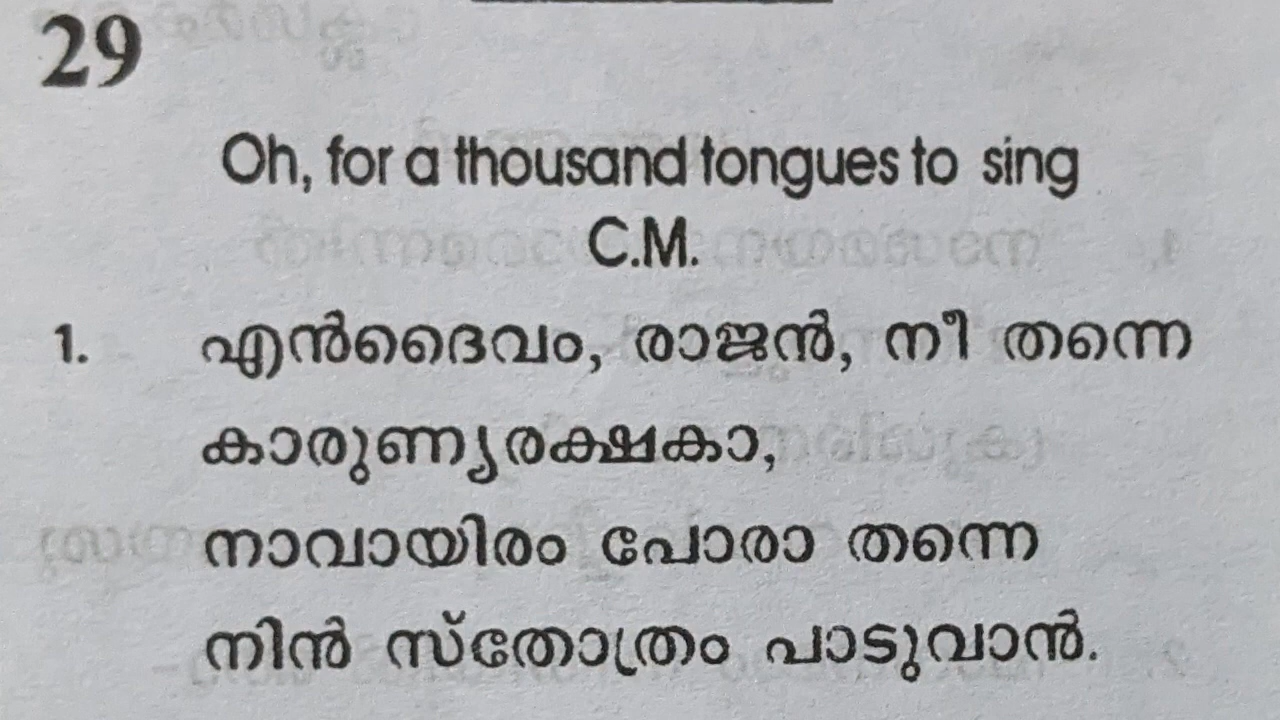 29
Oh, for a thousand tongues to sing
C.M.
1. എൻദൈവം, രാജൻ, നീ തന്നെ
കാരുണ്യരക്ഷകാ,
നാവായിരം പോരാ തന്നെ
നിൻ സ്തോത്രം പാടുവാൻ.